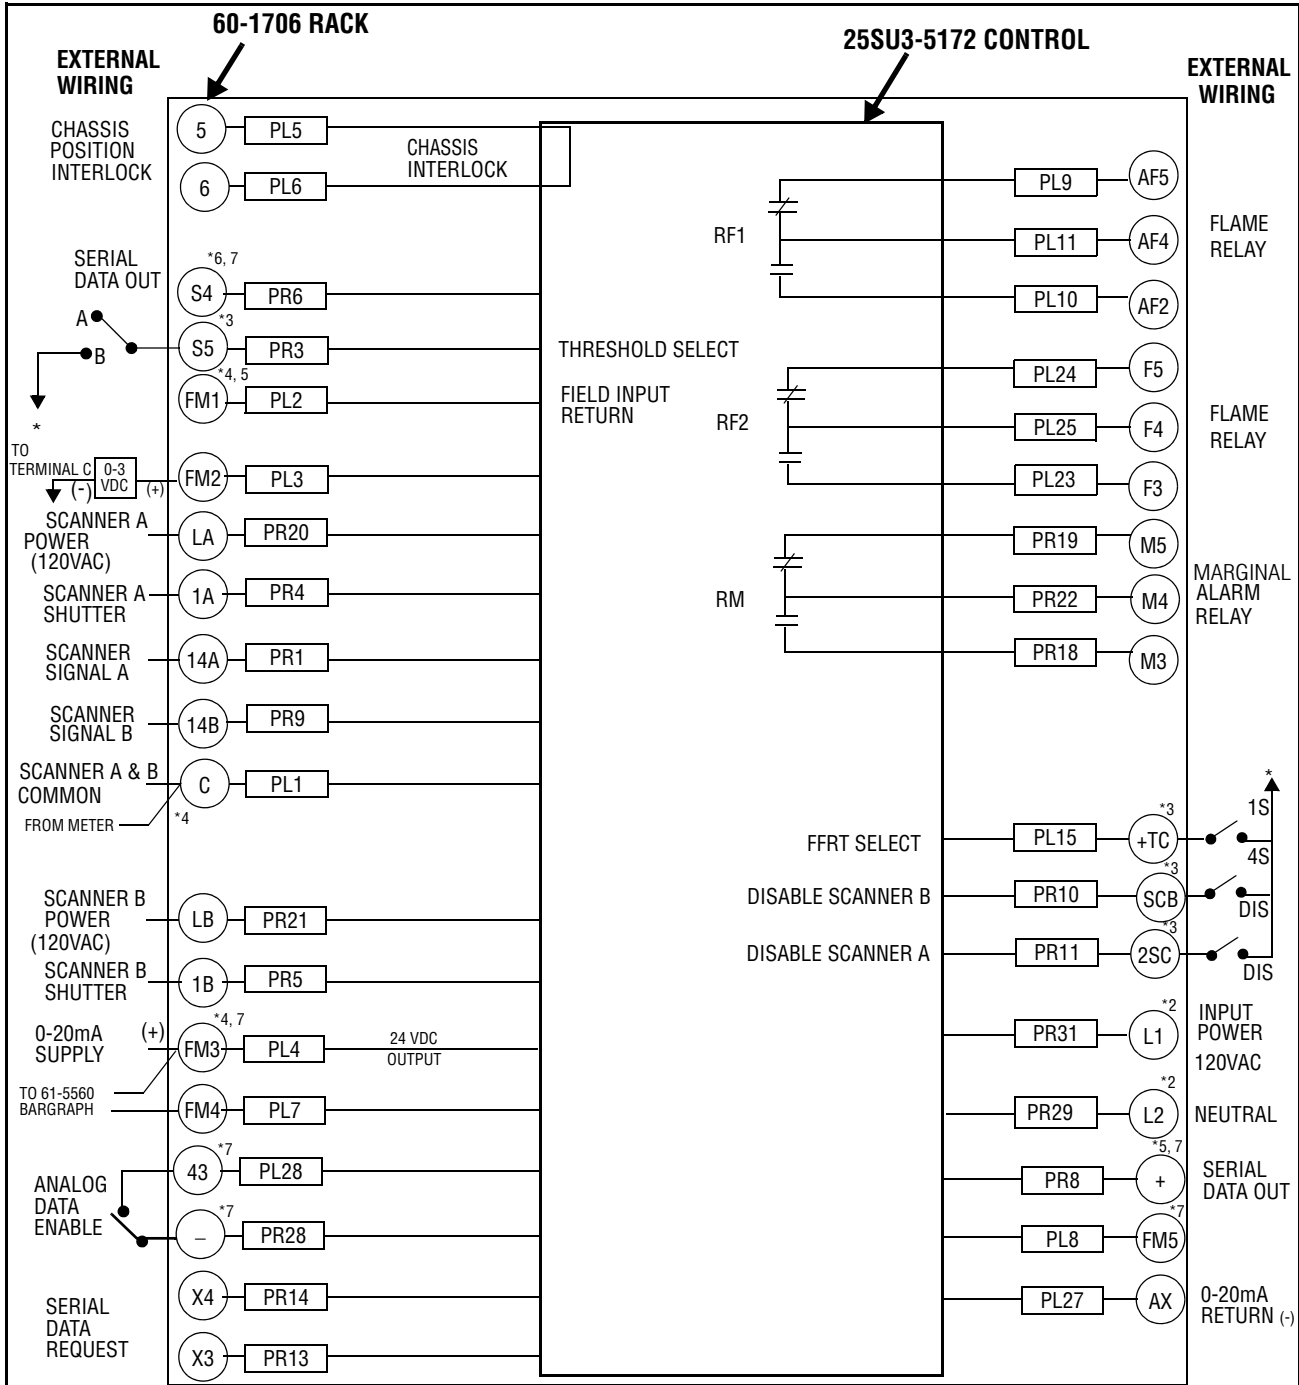 60-1706 RACK
25SU3-5172 CONTROL
EXTERNAL
WIRING
EXTERNAL
WIRING
CHASSIS
POSITION
INTERLOCK
5
PL5
6
PL6
CHASSIS
INTERLOCK
SERIAL
DATA OUT
*6, 7
S4
PR6
A
B
*3
S5
PR3
THRESHOLD SELECT
*4, 5
FM1
PL2
FIELD INPUT
RETURN
*
TO
TERMINAL C
0-3
VDC
(-)
(+)
FM2
PL3
SCANNER A
POWER
(120VAC)
LA
PR20
SCANNER A
SHUTTER
1A
PR4
SCANNER
SIGNAL A
14A
PR1
SCANNER
SIGNAL B
14B
PR9
SCANNER A & B
COMMON
C
PL1
FROM METER
*4
SCANNER B
POWER
(120VAC)
LB
PR21
SCANNER B
SHUTTER
1B
PR5
0-20mA
SUPPLY
(+)
*4, 7
FM3
PL4
24 VDC
OUTPUT
TO 61-5560
BARGRAPH
FM4
PL7
ANALOG
DATA
ENABLE
*7
43
PL28
*7
–
PR28
SERIAL
DATA
REQUEST
X4
PR14
X3
PR13
RF1
PL9
AF5
PL11
AF4
PL10
AF2
FLAME
RELAY
RF2
PL24
F5
PL25
F4
PL23
F3
FLAME
RELAY
RM
PR19
M5
PR22
M4
PR18
M3
MARGINAL
ALARM
RELAY
*
FFRT SELECT
PL15
*3
+TC
1S
4S
DISABLE SCANNER B
PR10
*3
SCB
DIS
DISABLE SCANNER A
PR11
*3
2SC
DIS
PR31
*2
L1
INPUT
POWER
120VAC
PR29
*2
L2
NEUTRAL
PR8
*5, 7
+
SERIAL
DATA OUT
PL8
*7
FM5
PL27
AX
0-20mA
RETURN (-)